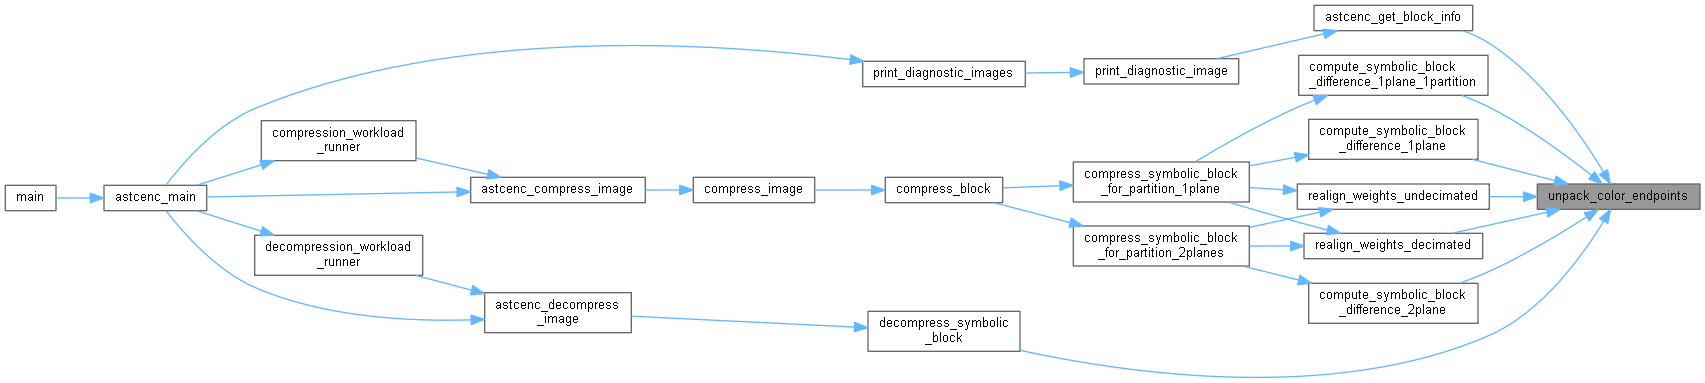 main
astcenc_main
compression_workload
_runner
decompression_workload
_runner
astcenc_compress_image
astcenc_decompress
_image
compress_image
print_diagnostic_images
compress_block
decompress_symbolic
_block
print_diagnostic_image
compress_symbolic_block
_for_partition_1plane
compress_symbolic_block
_for_partition_2planes
astcenc_get_block_info
compute_symbolic_block
_difference_1plane_1partition
compute_symbolic_block
_difference_1plane
realign_weights_undecimated
realign_weights_decimated
compute_symbolic_block
_difference_2plane
unpack_color_endpoints